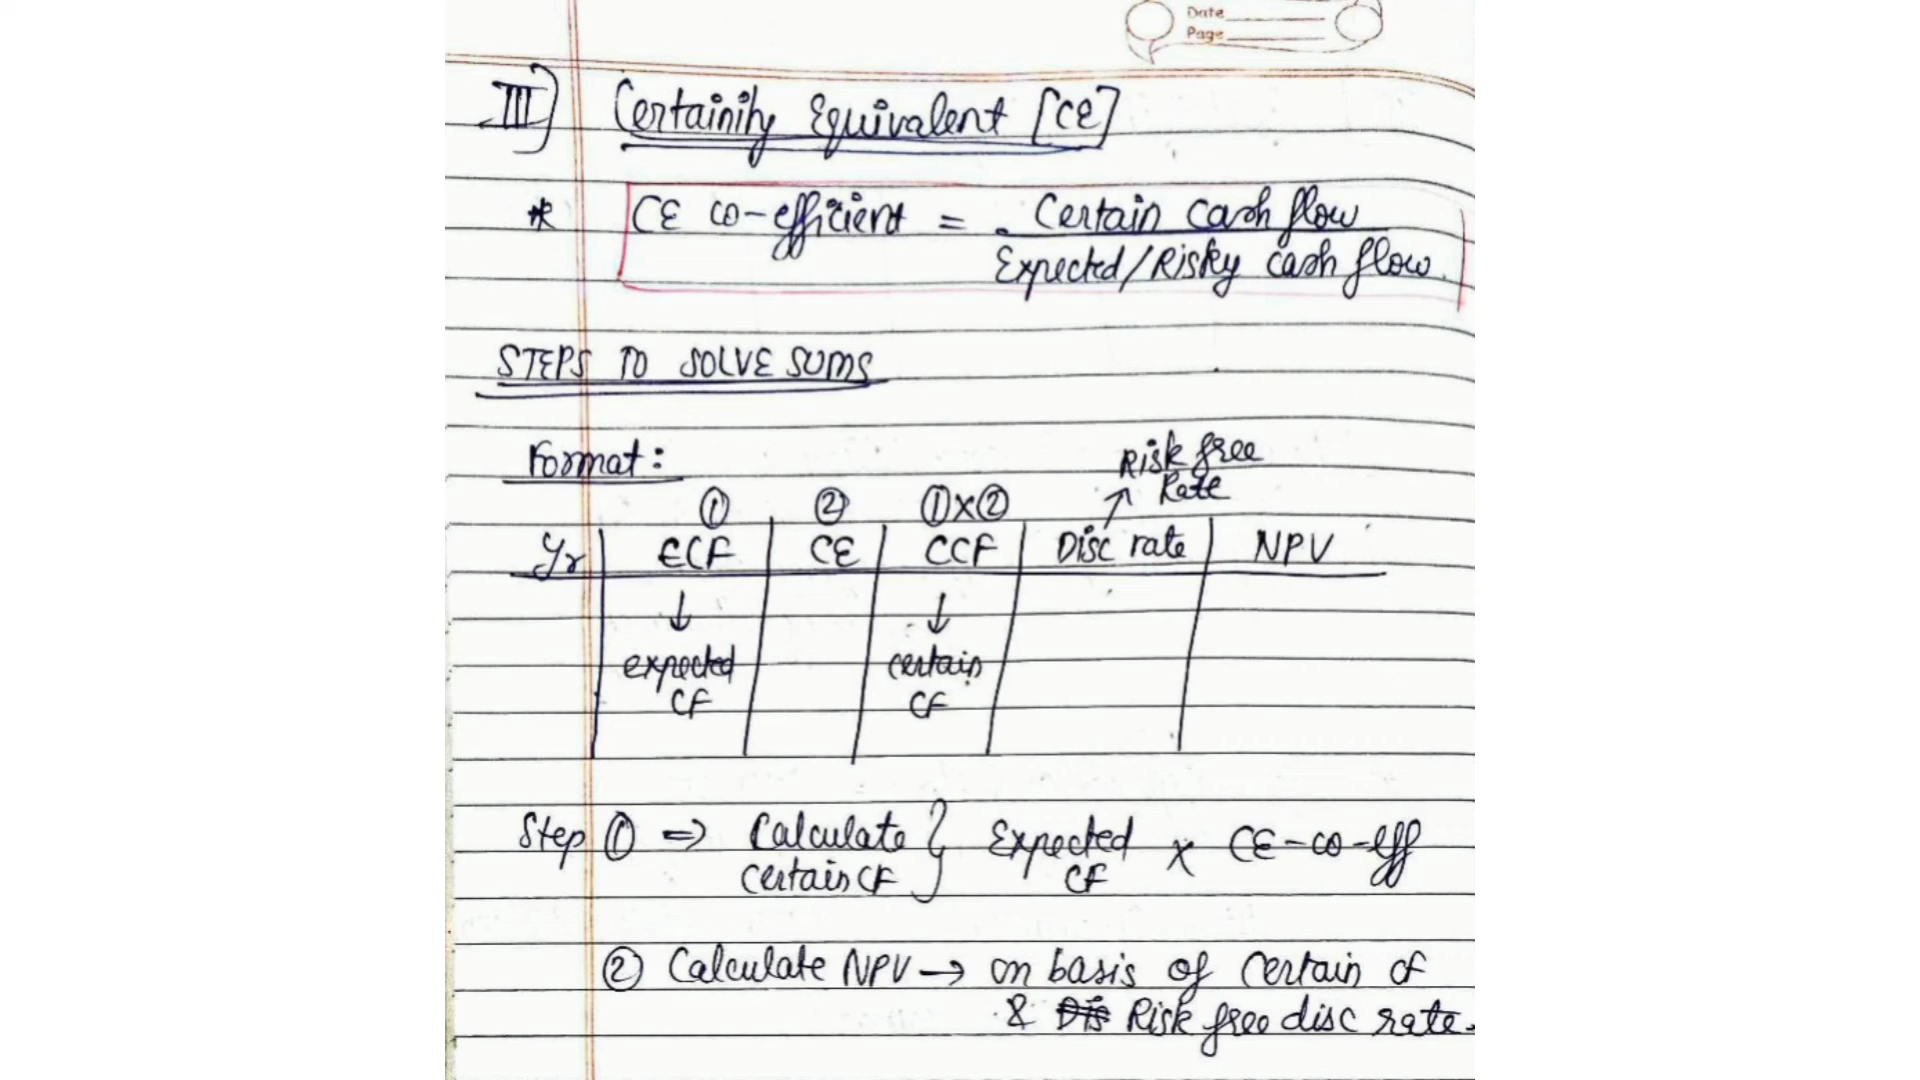 Date
Page
III) Certainity Equivalent [CE]
* CE co-efficient = Certain cash flow
Expected/Risky cash flow
STEPS TO SOLVE SUMS
Format:
Risk free
Rate
① ② ①x②
Yr ECF CE CCF Disc rate NPV
expected certain
CF CF
Step ① => Calculate } Expected x CE-co-eff
certain CF CF
② Calculate NPV → on basis of certain CF
& Dis Risk free disc rate.